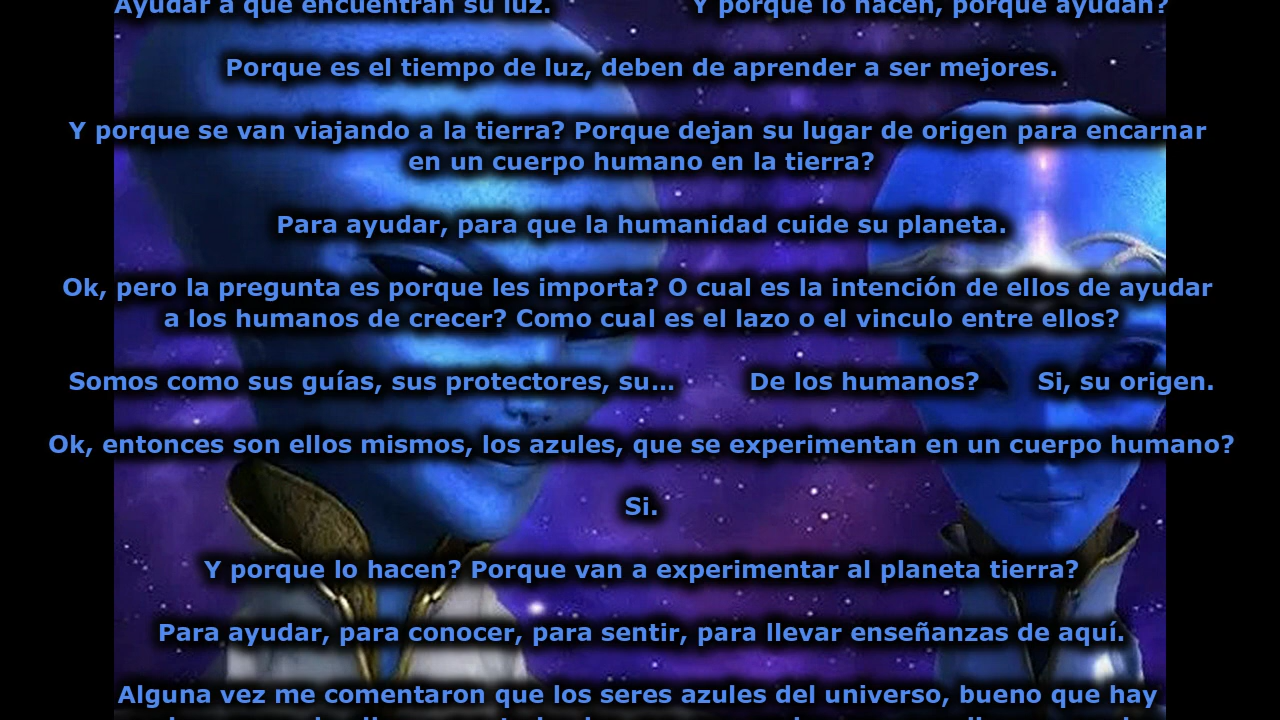 Ayudar a que encuentran su luz. Y porque lo hacen, porque ayudan?
Porque es el tiempo de luz, deben de aprender a ser mejores.
Y porque se van viajando a la tierra? Porque dejan su lugar de origen para encarnar
en un cuerpo humano en la tierra?
Para ayudar, para que la humanidad cuide su planeta.
Ok, pero la pregunta es porque les importa? O cual es la intención de ellos de ayudar
a los humanos de crecer? Como cual es el lazo o el vinculo entre ellos?
Somos como sus guías, sus protectores, su... De los humanos? Si, su origen.
Ok, entonces son ellos mismos, los azules, que se experimentan en un cuerpo humano?
Si.
Y porque lo hacen? Porque van a experimentar al planeta tierra?
Para ayudar, para conocer, para sentir, para llevar enseñanzas de aquí.
Alguna vez me comentaron que los seres azules del universo, bueno que hay